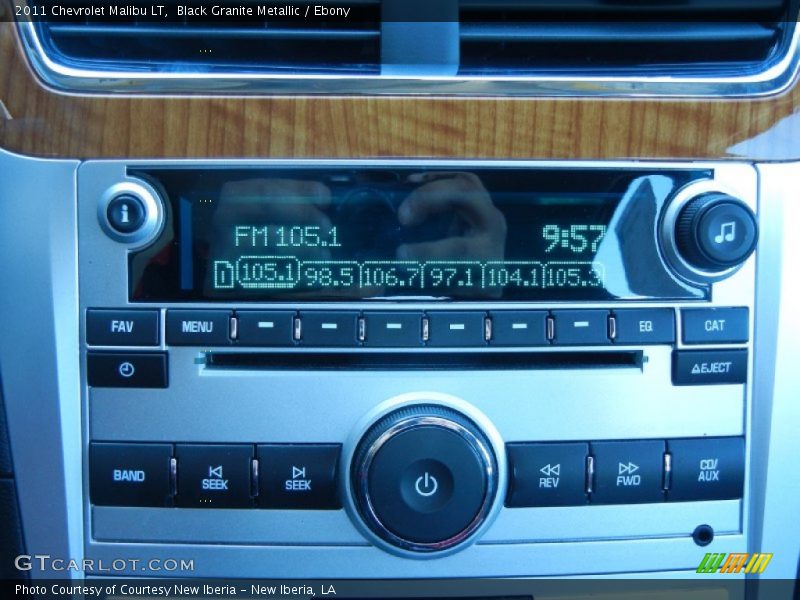 2011 Chevrolet Malibu LT,  Black Granite Metallic / Ebony
FM 105.1 9:57
105.1 98.5 106.7 97.1 104.1 105.3
FAV MENU EQ CAT
EJECT
BAND SEEK SEEK REV FWD CD/AUX
GTCARLOT.COM
Photo Courtesy of Courtesy New Iberia - New Iberia, LA